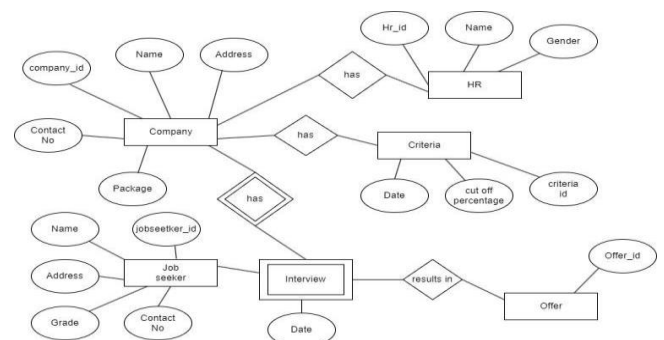 Hr_id
Name
Gender
Name
Address
company_id
has
HR
Contact
No
Company
has
Criteria
Package
Date
cut off
percentage
criteria
id
has
Name
jobseetker_id
Address
Job
seeker
Interview
results in
Offer_id
Offer
Grade
Contact
No
Date